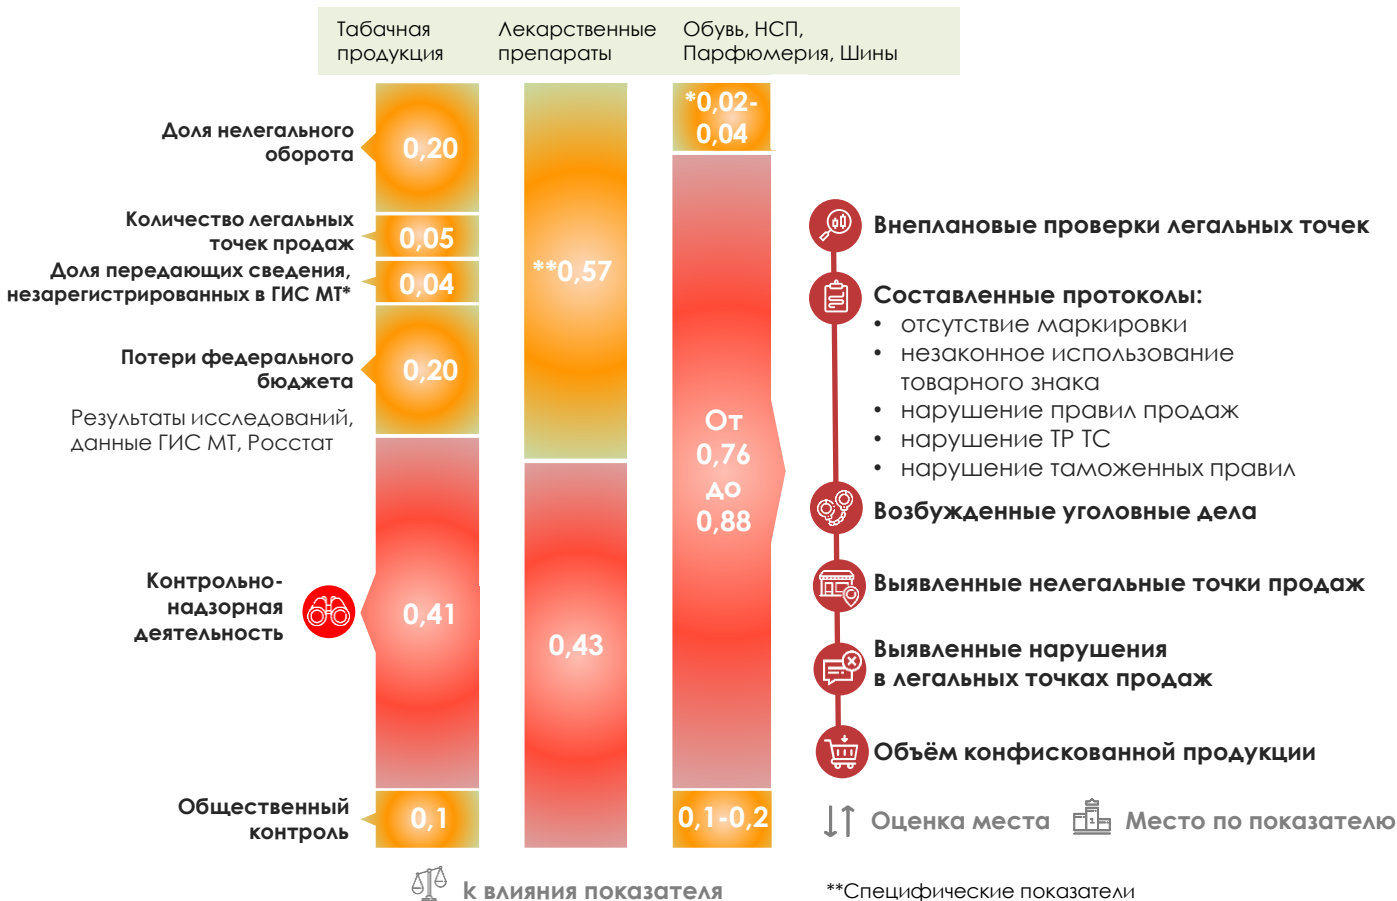 Табачная
продукция
Лекарственные
препараты
Обувь, НСП,
Парфюмерия, Шины
Доля нелегального
оборота
0,20
Количество легальных
точек продаж
0,05
Доля передающих сведения,
незарегистрированных в ГИС МТ*
0,04
Потери федерального
бюджета
0,20
Результаты исследований,
данные ГИС МТ, Росстат
Контрольно-
надзорная
деятельность
0,41
Общественный
контроль
0,1
**0,57
0,43
*0,02-
0,04
От
0,76
до
0,88
0,1-0,2
Внеплановые проверки легальных точек
Составленные протоколы:
• отсутствие маркировки
• незаконное использование
товарного знака
• нарушение правил продаж
• нарушение ТР ТС
• нарушение таможенных правил
Возбужденные уголовные дела
Выявленные нелегальные точки продаж
Выявленные нарушения
в легальных точках продаж
Объём конфискованной продукции
Оценка места
1
Место по показателю
k влияния показателя
**Специфические показатели